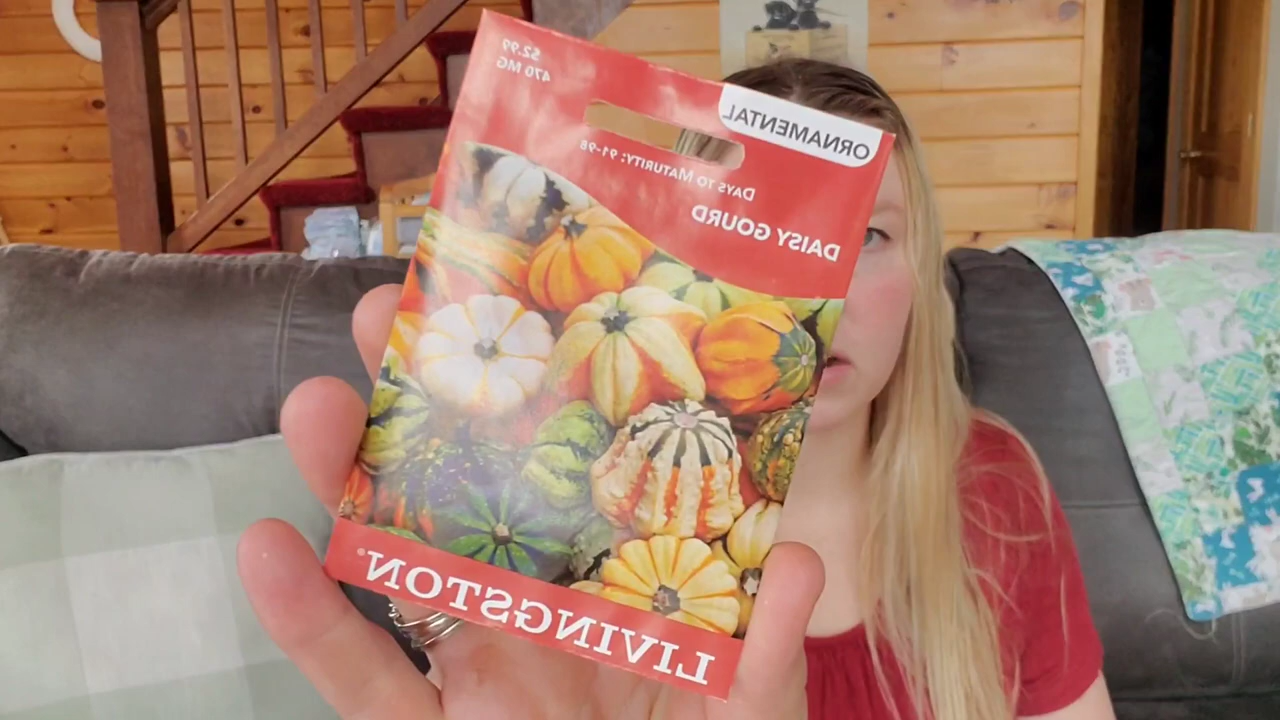 $2.99
470 MG
ORNAMENTAL
DAYS TO MATURITY: 91-98
DAISY GOURD
LIVINGSTON®